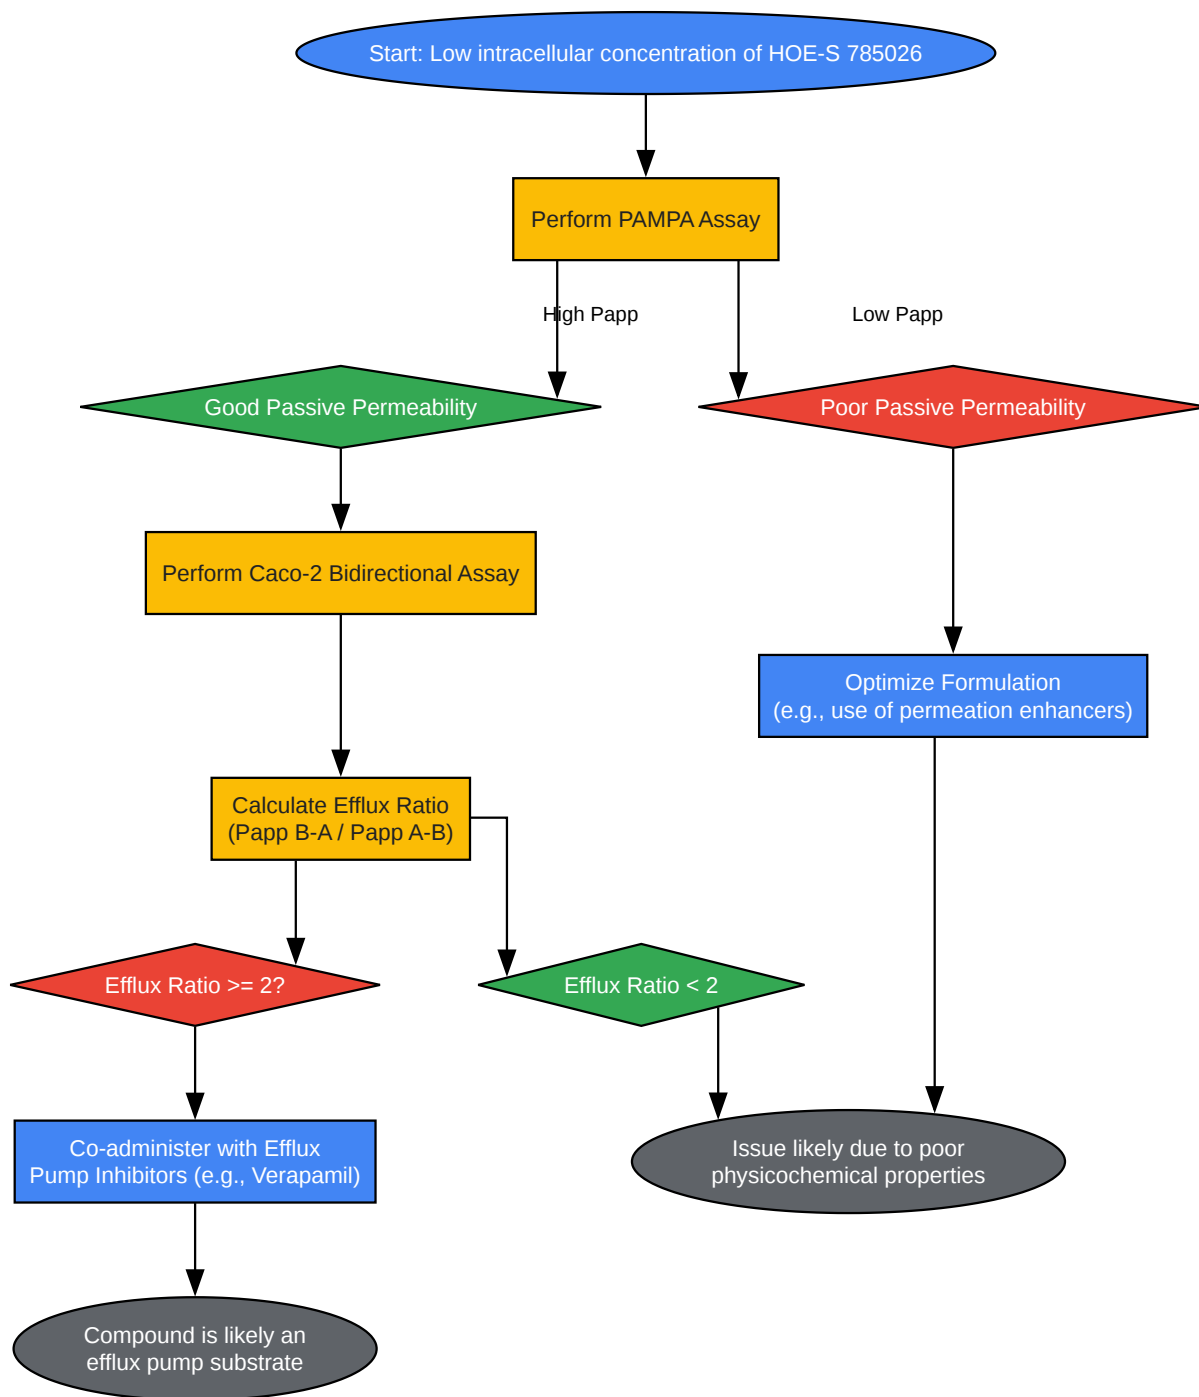 Start: Low intracellular concentration of HOE-S 785026
Perform PAMPA Assay
High Papp
Low Papp
Good Passive Permeability
Poor Passive Permeability
Perform Caco-2 Bidirectional Assay
Optimize Formulation
(e.g., use of permeation enhancers)
Calculate Efflux Ratio
(Papp B-A / Papp A-B)
Efflux Ratio >= 2?
Efflux Ratio < 2
Co-administer with Efflux
Pump Inhibitors (e.g., Verapamil)
Issue likely due to poor
physicochemical properties
Compound is likely an
efflux pump substrate